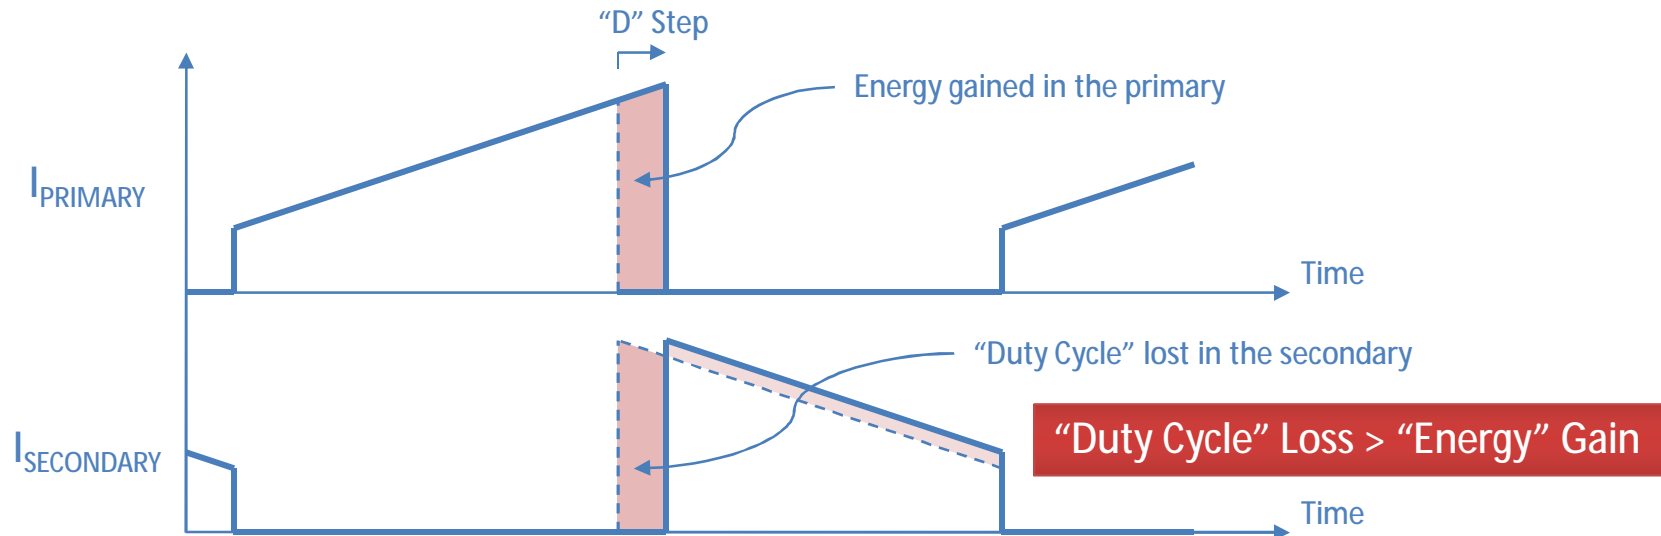 “D” Step
Energy gained in the primary
IPRIMARY
Time
“Duty Cycle” lost in the secondary
“Duty Cycle” Loss > “Energy” Gain
ISECONDARY
Time